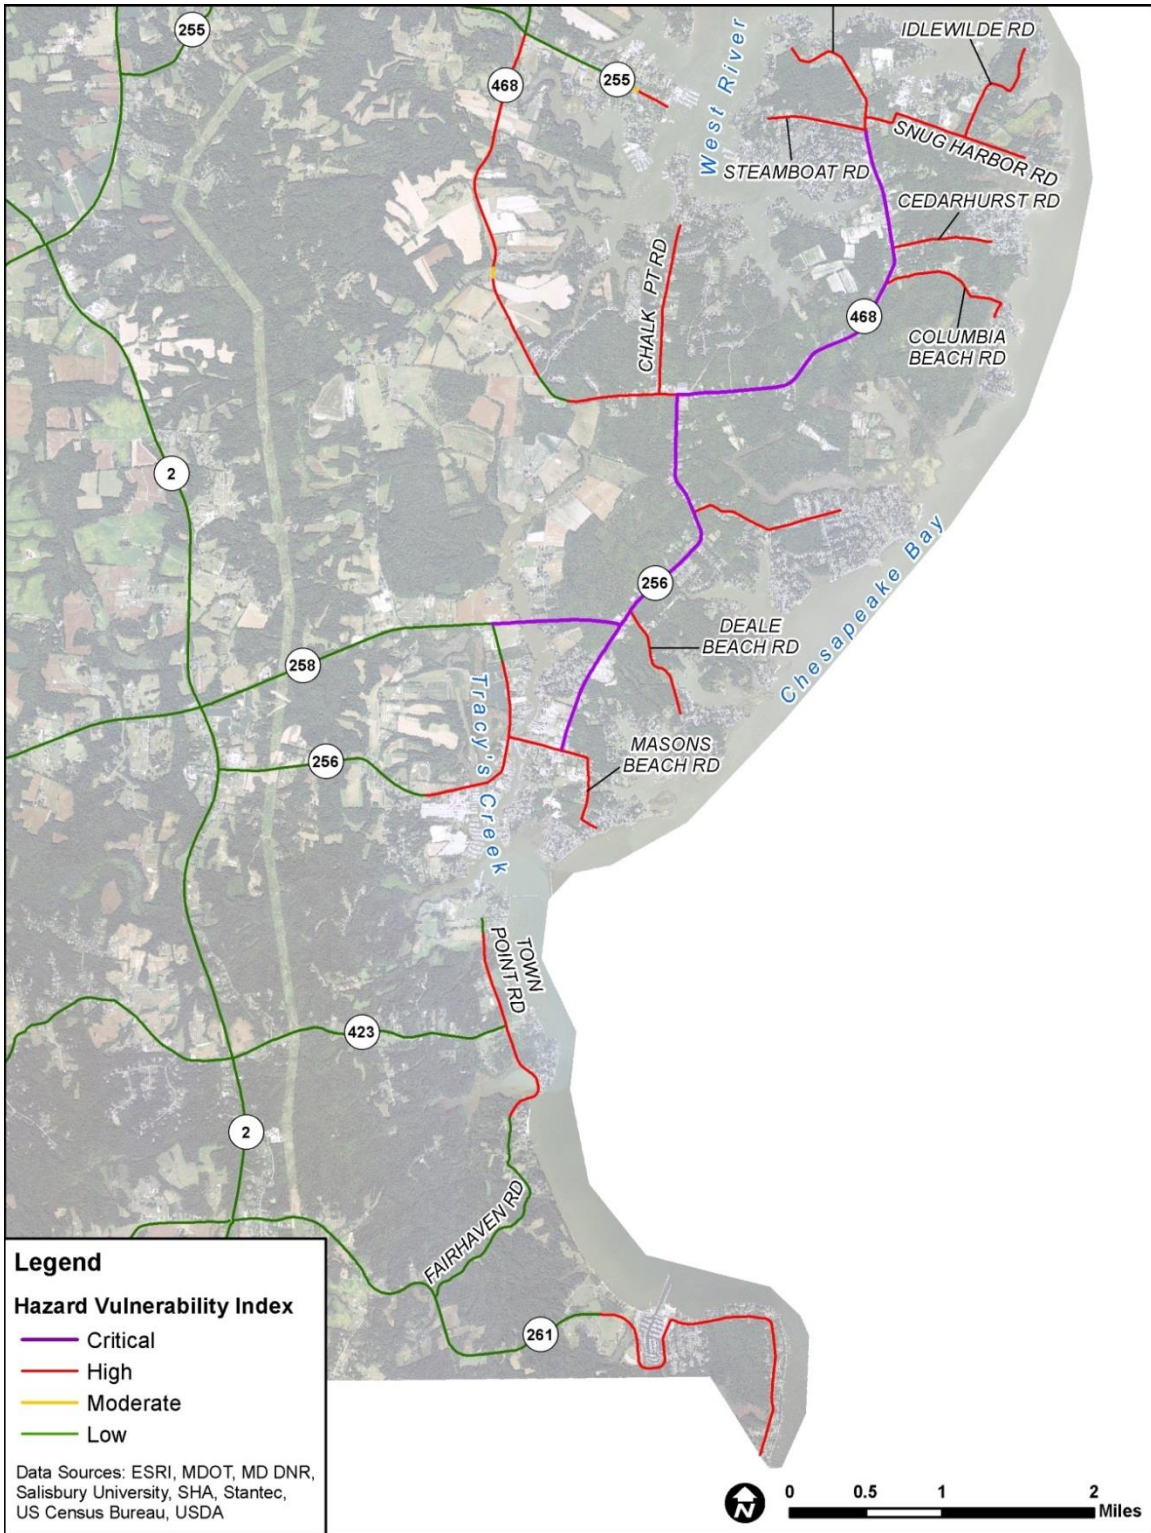 255
468
255
West River
IDLEWILDE RD
SNUG HARBOR RD
STEAMBOAT RD
CEDARHURST RD
CHALK PT RD
468
COLUMBIA
BEACH RD
2
Chesapeake Bay
256
DEALE
BEACH RD
258
Tracy's Creek
256
MASONS
BEACH RD
TOWN
POINT RD
423
2
FAIRHAVEN RD
261
Legend
Hazard Vulnerability Index
Critical
High
Moderate
Low
Data Sources: ESRI, MDOT, MD DNR,
Salisbury University, SHA, Stantec,
US Census Bureau, USDA
N
0 0.5 1 2
Miles